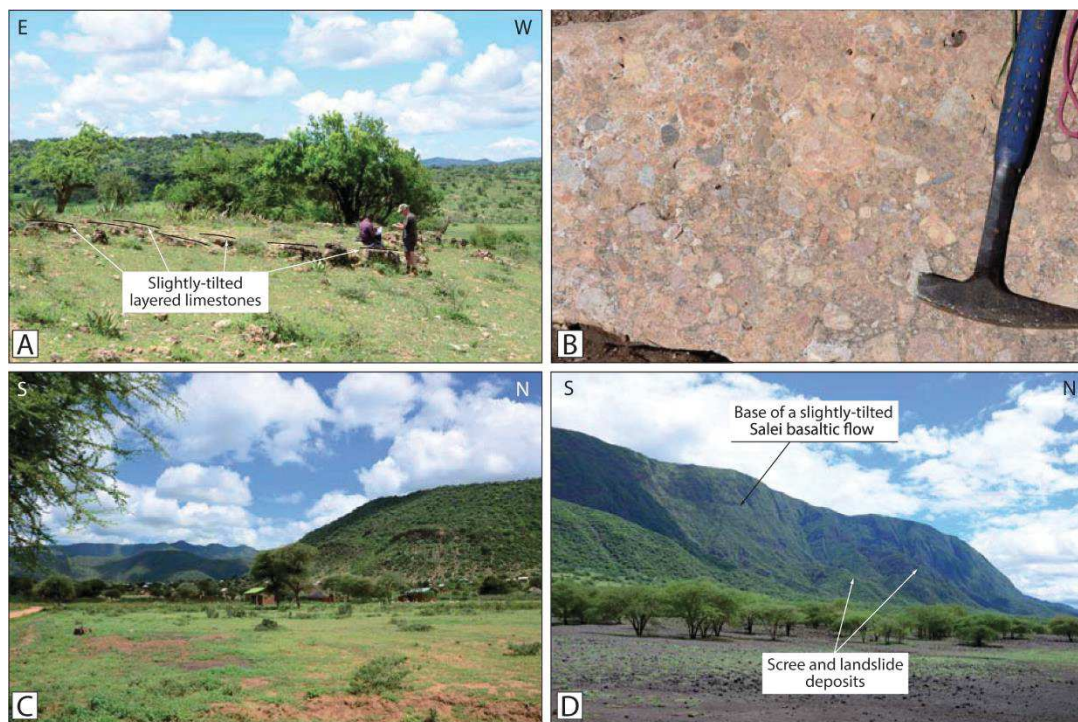 E
W
Slightly-tilted
layered limestones
A
B
S
N
C
S
N
Base of a slightly-tilted
Salei basaltic flow
Scree and landslide
deposits
D